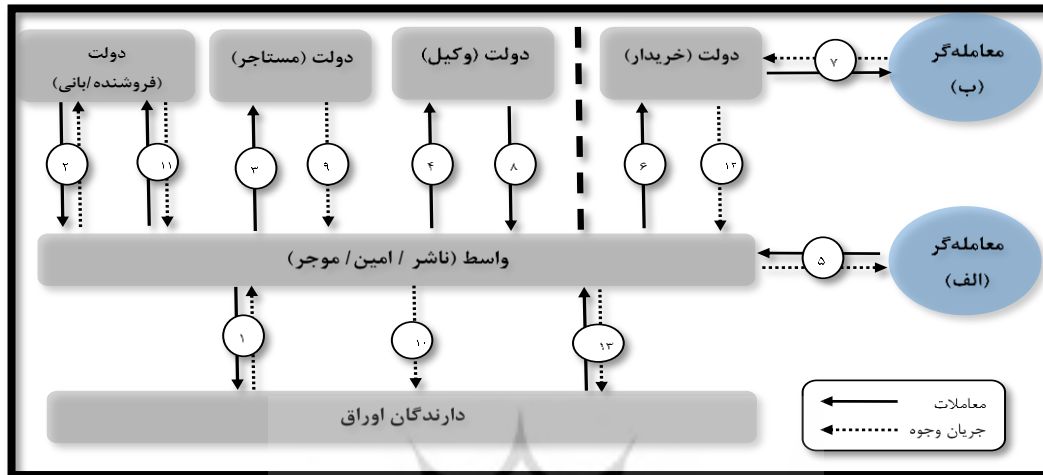 معامله‌گر
(ب)
۷
دولت (خریدار)
دولت (وکیل)
دولت (مستاجر)
دولت
(فروشنده/بانی)
۱۲
۶
۸
۴
۹
۳
۱۱
۲
معامله‌گر
(الف)
۵
واسط (ناشر / امین/ موجر)
۱۳
۱۰
۱
دارندگان اوراق
معاملات
جریان وجوه